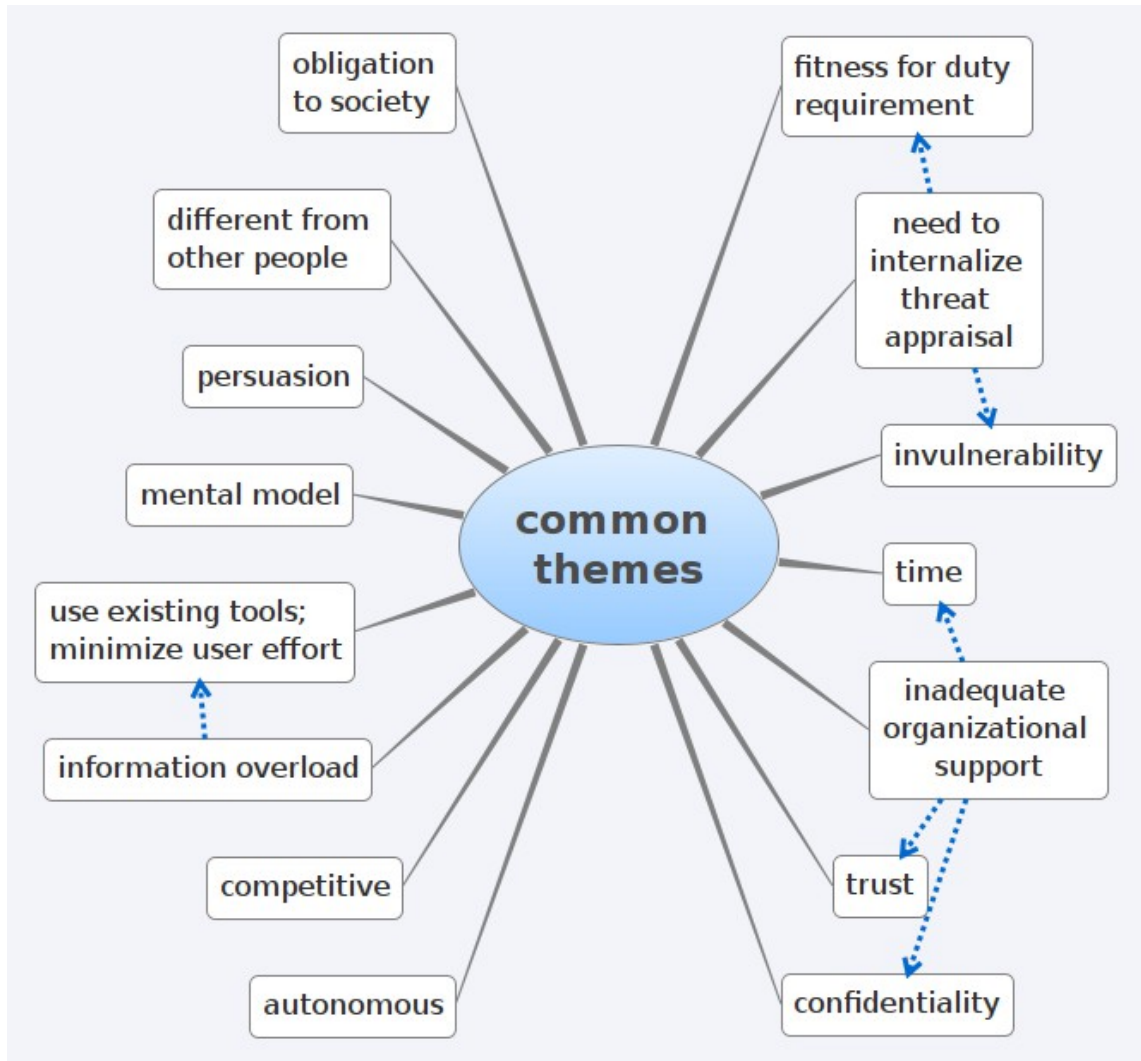 obligation
to society
different from
other people
persuasion
mental model
use existing tools;
minimize user effort
information overload
competitive
autonomous
common
themes
fitness for duty
requirement
need to
internalize
threat
appraisal
invulnerability
time
inadequate
organizational
support
trust
confidentiality